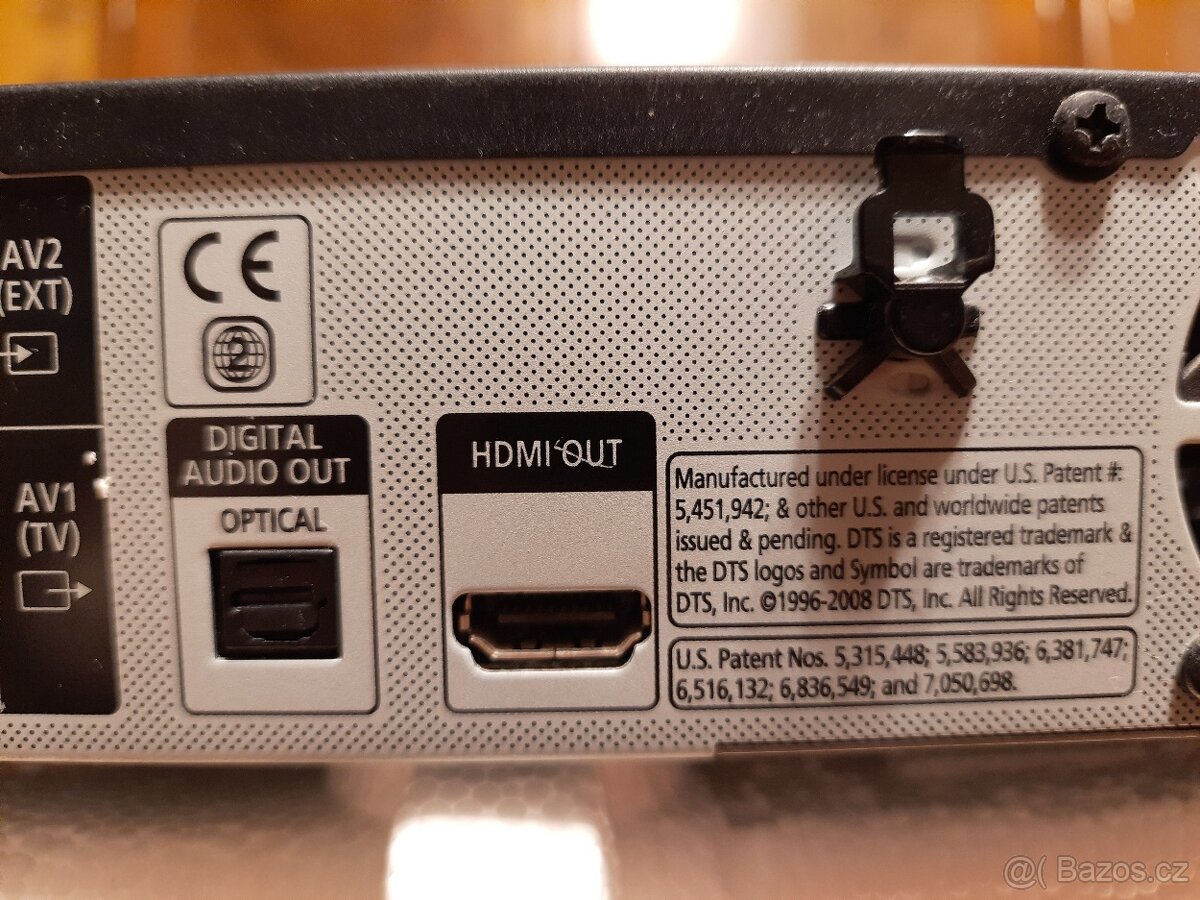 AV2
(EXT)
AV1
(TV)
CE
2
DIGITAL
AUDIO OUT
OPTICAL
HDMI OUT
Manufactured under license under U.S. Patent #:
5,451,942; & other U.S. and worldwide patents
issued & pending. DTS is a registered trademark &
the DTS logos and Symbol are trademarks of
DTS, Inc. ©1996-2008 DTS, Inc. All Rights Reserved.
U.S. Patent Nos. 5,315,448; 5,583,936; 6,381,747;
6,516,132; 6,836,549; and 7,050,698.
@( Bazos.cz